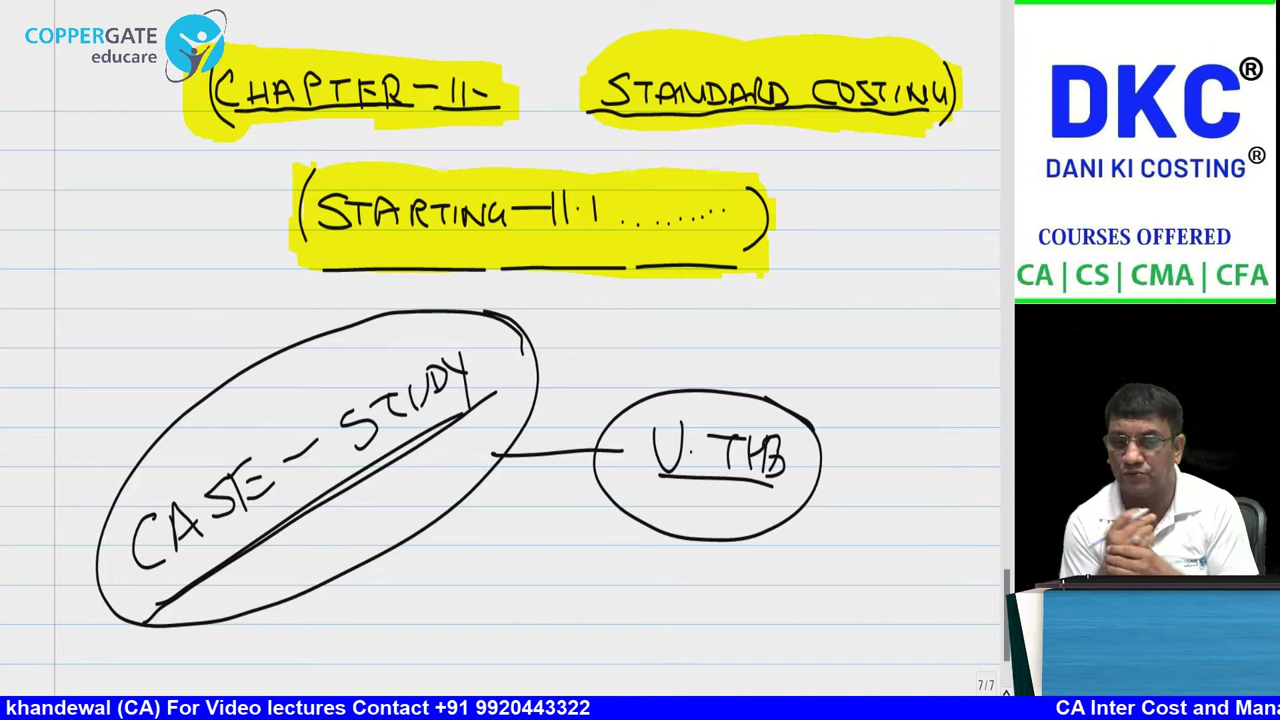 COPPERGATE
educare
(CHAPTER-11- STANDARD COSTING)
(STARTING-11.1 .........)
CASE-STUDY
V. THB
7/7
DKC®
DANI KI COSTING®
COURSES OFFERED
CA | CS | CMA | CFA
khandewal (CA) For Video lectures Contact +91 9920443322 CA Inter Cost and Mana